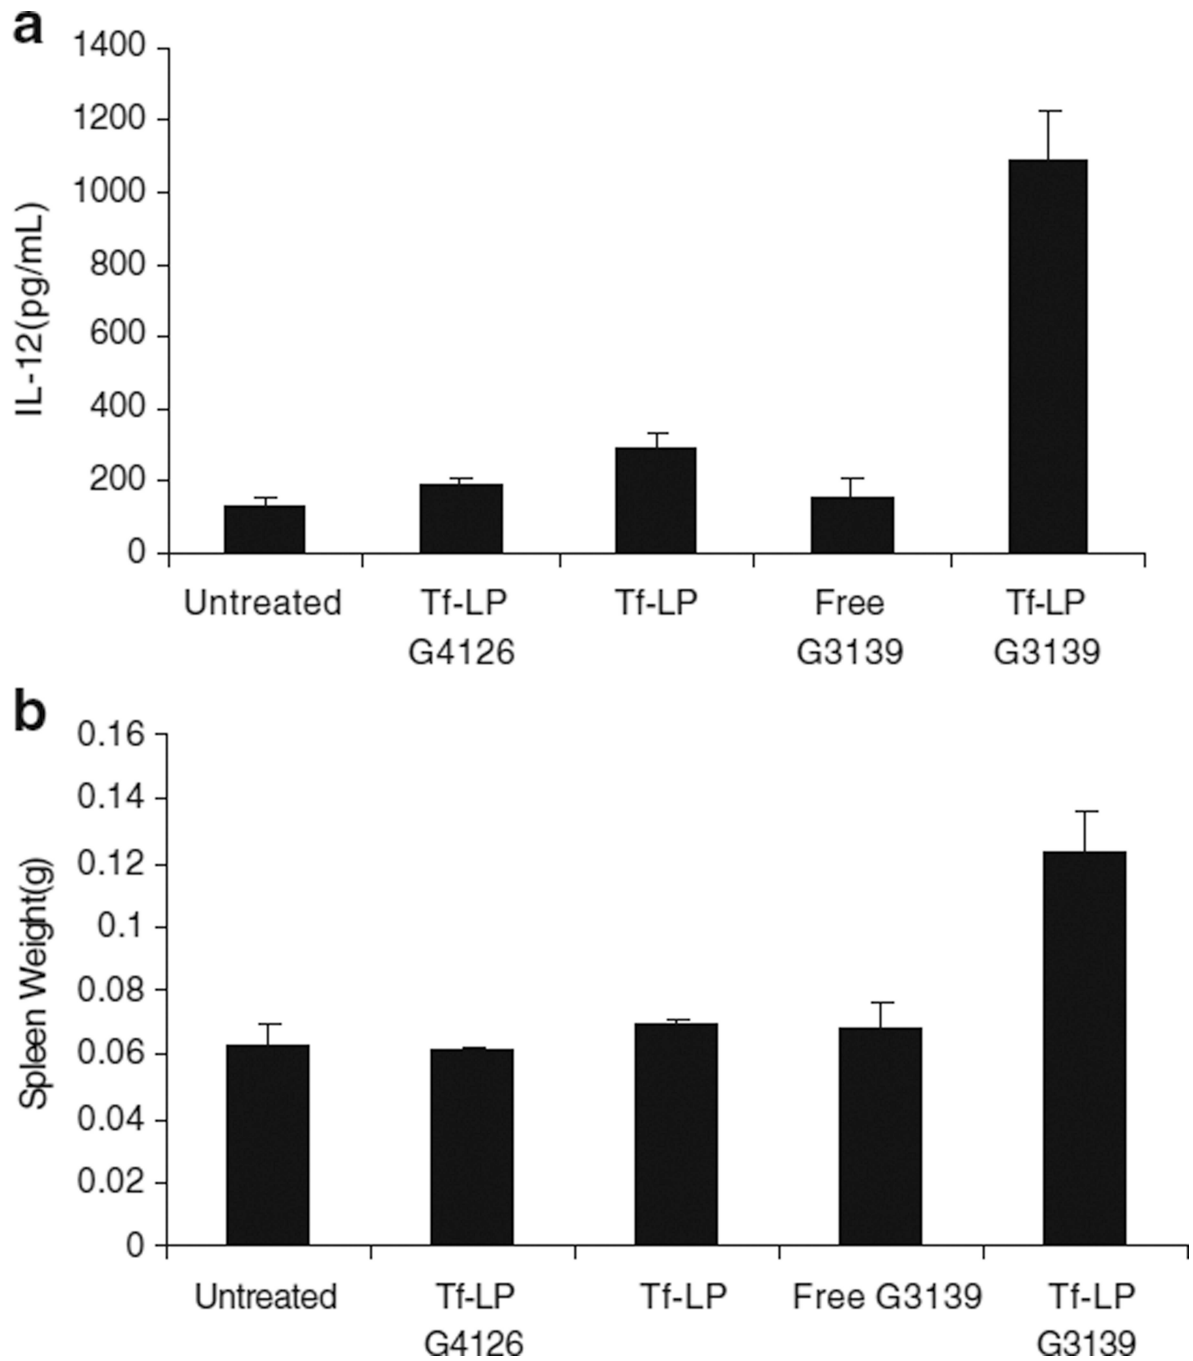 a
1400
1200
1000
800
600
400
200
0
IL-12(pg/mL)
Untreated Tf-LP Tf-LP Free Tf-LP
G4126 G3139 G3139
b
0.16
0.14
0.12
0.1
0.08
0.06
0.04
0.02
0
Spleen Weight(g)
Untreated Tf-LP Tf-LP Free G3139 Tf-LP
G4126 G3139